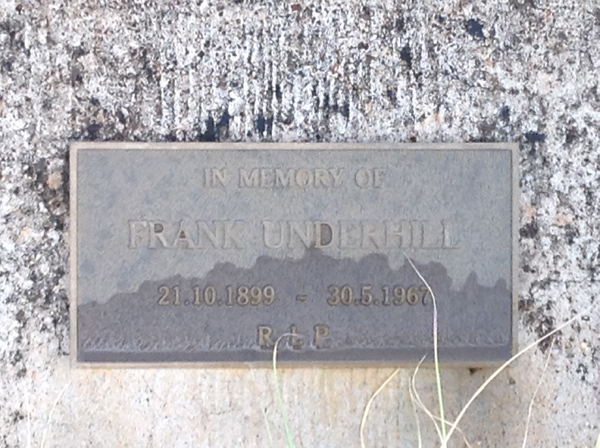 IN MEMORY OF
FRANK UNDERHILL
21.10.1899 ~ 30.5.1967
R.I.P.